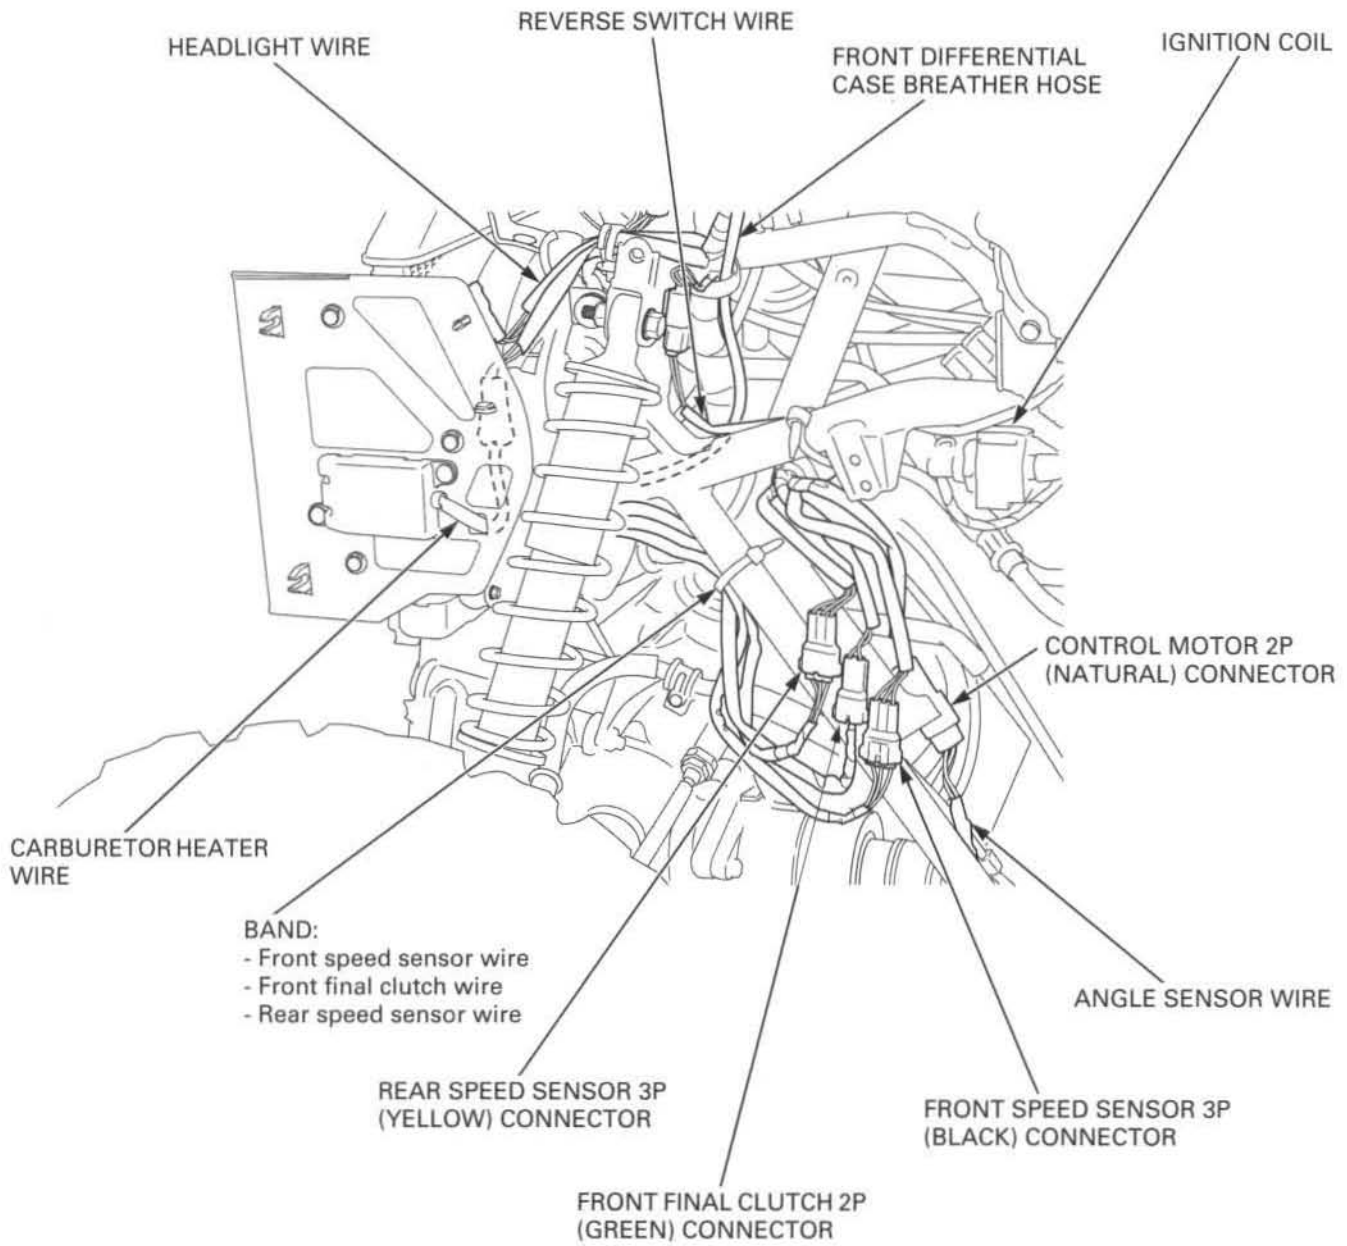 REVERSE SWITCH WIRE
HEADLIGHT WIRE
IGNITION COIL
FRONT DIFFERENTIAL
CASE BREATHER HOSE
CONTROL MOTOR 2P
(NATURAL) CONNECTOR
CARBURETOR HEATER
WIRE
BAND:
- Front speed sensor wire
- Front final clutch wire
- Rear speed sensor wire
ANGLE SENSOR WIRE
REAR SPEED SENSOR 3P
(YELLOW) CONNECTOR
FRONT SPEED SENSOR 3P
(BLACK) CONNECTOR
FRONT FINAL CLUTCH 2P
(GREEN) CONNECTOR